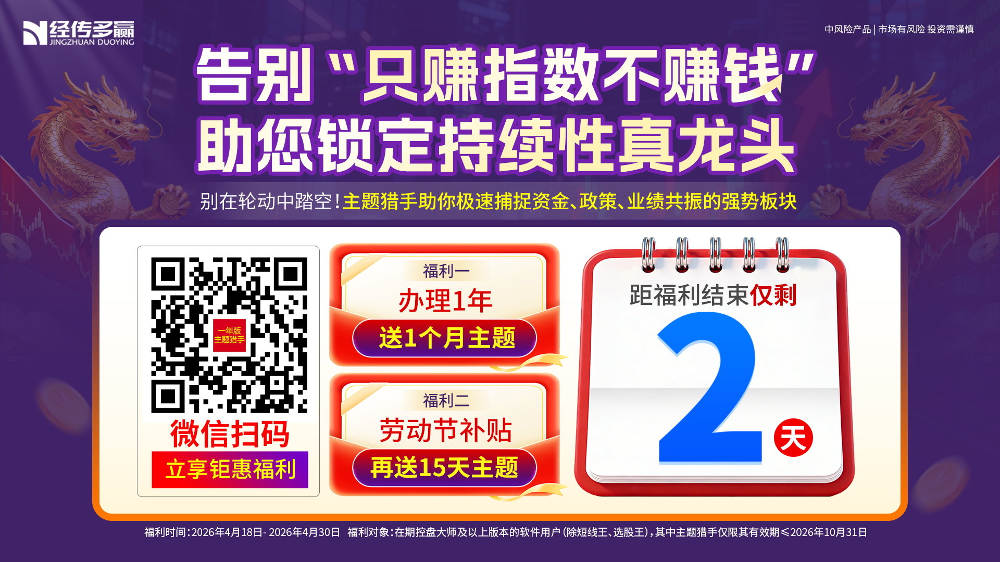 经传多赢
JINGZHUAN DUOYING
中风险产品 | 市场有风险 投资需谨慎
告别“只赚指数不赚钱”
助您锁定持续性真龙头
别在轮动中踏空！主题猎手助你极速捕捉资金、政策、业绩共振的强势板块
一年版
主题猎手
微信扫码
立享钜惠福利
福利一
办理1年
送1个月主题
福利二
劳动节补贴
再送15天主题
距福利结束仅剩
2
天
福利时间：2026年4月18日- 2026年4月30日 福利对象：在期控盘大师及以上版本的软件用户（除短线王、选股王），其中主题猎手仅限其有效期≤2026年10月31日